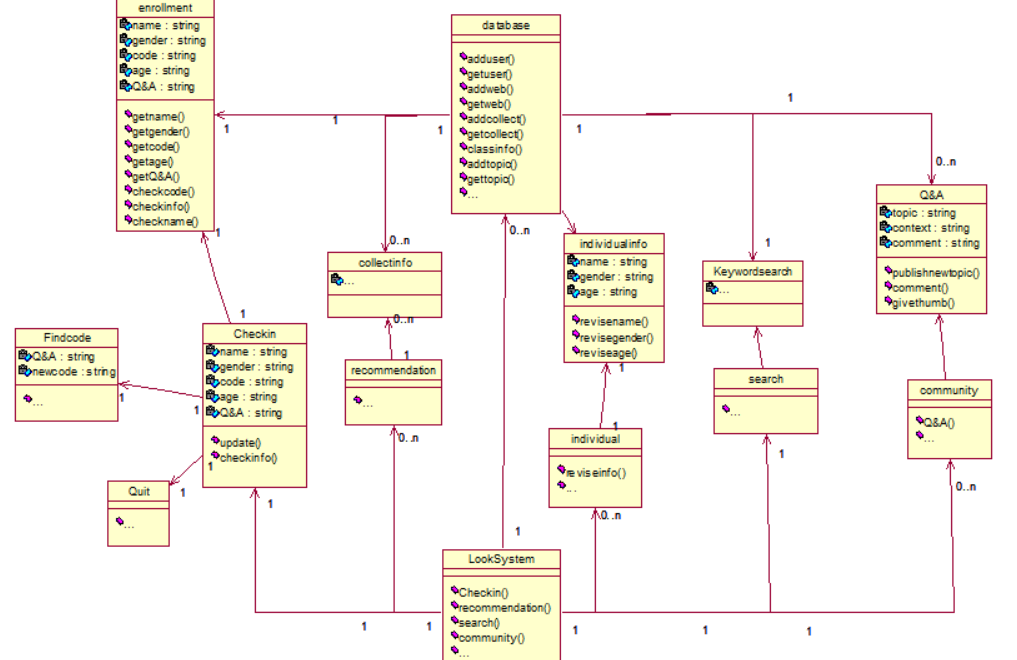 enrollment
name : string
gender : string
code : string
age : string
Q&A : string
getname()
getgender()
getcode()
getage()
getQ&A()
checkcode()
checkinfo()
checkname()
database
adduser()
getuser()
addweb()
getweb()
addcollect()
getcollect()
classinfo()
addtopic()
gettopic()
...
1
1
1
1
1
0..n
Q&A
topic : string
context : string
comment : string
publishnewtopic()
comment()
givethumb()
1
0..n
0..n
1
collectinfo
...
individualinfo
name : string
gender : string
age : string
revisename()
revisegender()
reviseage()
Keywordsearch
...
1
0..n
1
1
Findcode
Q&A : string
newcode : string
...
1
Checkin
name : string
gender : string
code : string
age : string
Q&A : string
update()
checkinfo()
1
1
1
1
recommendation
...
0..n
search
...
1
community
Q&A()
...
0..n
1
individual
reviseinfo()
...
0..n
Quit
...
1
LookSystem
Checkin()
recommendation()
search()
community()
...
1
1
1
1
1